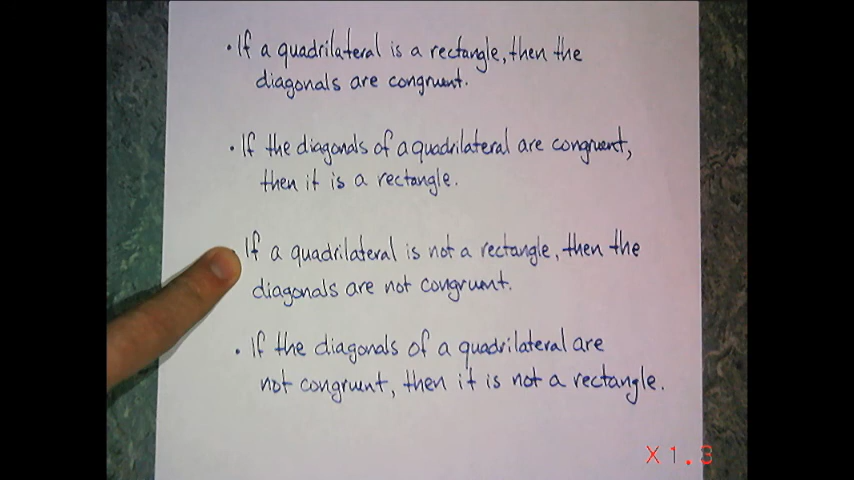 • If a quadrilateral is a rectangle, then the
diagonals are congruent.
• If the diagonals of a quadrilateral are congruent,
then it is a rectangle.
If a quadrilateral is not a rectangle, then the
diagonals are not congruent.
• If the diagonals of a quadrilateral are
not congruent, then it is not a rectangle.
X1.3